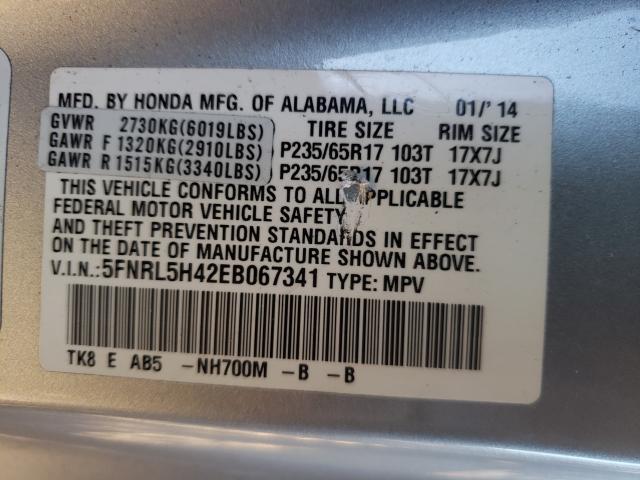 MFD. BY HONDA MFG. OF ALABAMA, LLC 01/'14
GVWR 2730KG(6019LBS) TIRE SIZE RIM SIZE
GAWR F 1320KG(2910LBS) P235/65R17 103T 17X7J
GAWR R 1515KG(3340LBS) P235/65R17 103T 17X7J
THIS VEHICLE CONFORMS TO ALL APPLICABLE
FEDERAL MOTOR VEHICLE SAFETY
AND THEFT PREVENTION STANDARDS IN EFFECT
ON THE DATE OF MANUFACTURE SHOWN ABOVE.
V.I.N.:5FNRL5H42EB067341 TYPE: MPV
TK8 E AB5 -NH700M -B -B